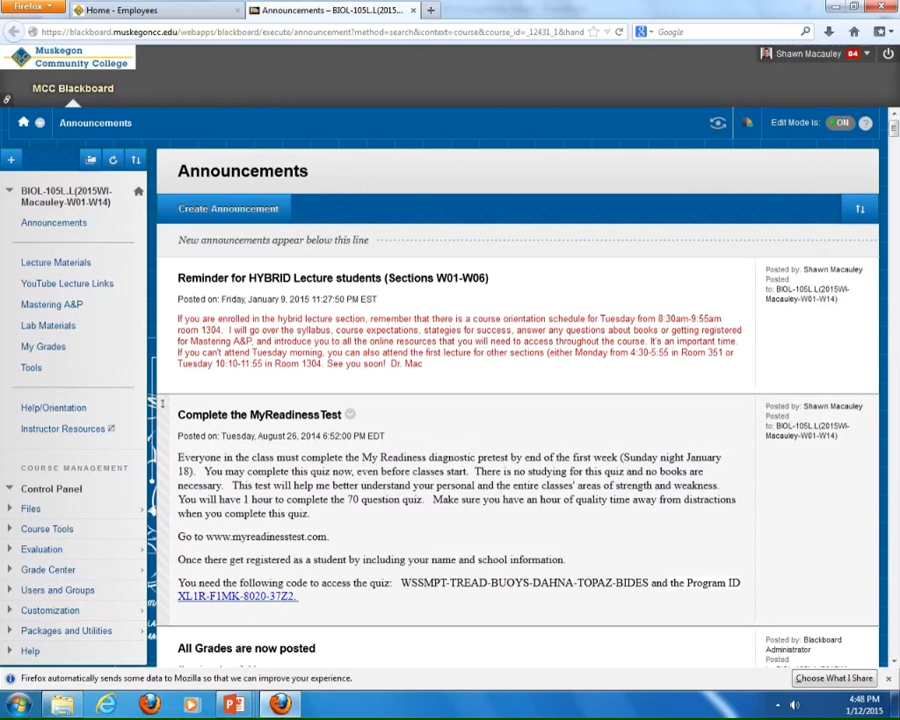 Firefox
Home - Employees
Announcements – BIOL-105L.(2015...
https://blackboard.muskegoncc.edu/webapps/blackboard/execute/announcement?method=search&context=course&course_id=_12431_1&hand
Google
Muskegon
Community College
Shawn Macauley 84
MCC Blackboard
Announcements
Edit Mode is: ON ?
BIOL-105L.L(2015WI-
Macauley-W01-W14)
Announcements
Lecture Materials
YouTube Lecture Links
Mastering A&P
Lab Materials
My Grades
Tools
Help/Orientation
Instructor Resources
COURSE MANAGEMENT
Control Panel
Files
Course Tools
Evaluation
Grade Center
Users and Groups
Customization
Packages and Utilities
Help
Announcements
Create Announcement
New announcements appear below this line
Reminder for HYBRID Lecture students (Sections W01-W06)
Posted on: Friday, January 9, 2015 11:27:50 PM EST
If you are enrolled in the hybrid lecture section, remember that there is a course orientation schedule for Tuesday from 8:30am-9:55am
room 1304. I will go over the syllabus, course expectations, stategies for success, answer any questions about books or getting registered
for Mastering A&P, and introduce you to all the online resources that you will need to access throughout the course. It's an important time.
If you can't attend Tuesday morning, you can also attend the first lecture for other sections (either Monday from 4:30-5:55 in Room 351 or
Tuesday 10:10-11:55 in Room 1304. See you soon! Dr. Mac
Posted by: Shawn Macauley
Posted
to: BIOL-105L.L(2015WI-
Macauley-W01-W14)
Complete the MyReadinessTest
Posted on: Tuesday, August 26, 2014 6:52:00 PM EDT
Everyone in the class must complete the My Readiness diagnostic pretest by end of the first week (Sunday night January
18). You may complete this quiz now, even before classes start. There is no studying for this quiz and no books are
necessary. This test will help me better understand your personal and the entire classes' areas of strength and weakness.
You will have 1 hour to complete the 70 question quiz. Make sure you have an hour of quality time away from distractions
when you complete this quiz.
Go to www.myreadinesstest.com.
Once there get registered as a student by including your name and school information.
You need the following code to access the quiz: WSSMPT-TREAD-BUOYS-DAHNA-TOPAZ-BIDES and the Program ID
XL1R-F1MK-8020-37Z2.
Posted by: Shawn Macauley
Posted
to: BIOL-105L.L(2015WI-
Macauley-W01-W14)
All Grades are now posted
Posted by: Blackboard
Administrator
Posted
Firefox automatically sends some data to Mozilla so that we can improve your experience.
Choose What I Share
4:48 PM
1/12/2015